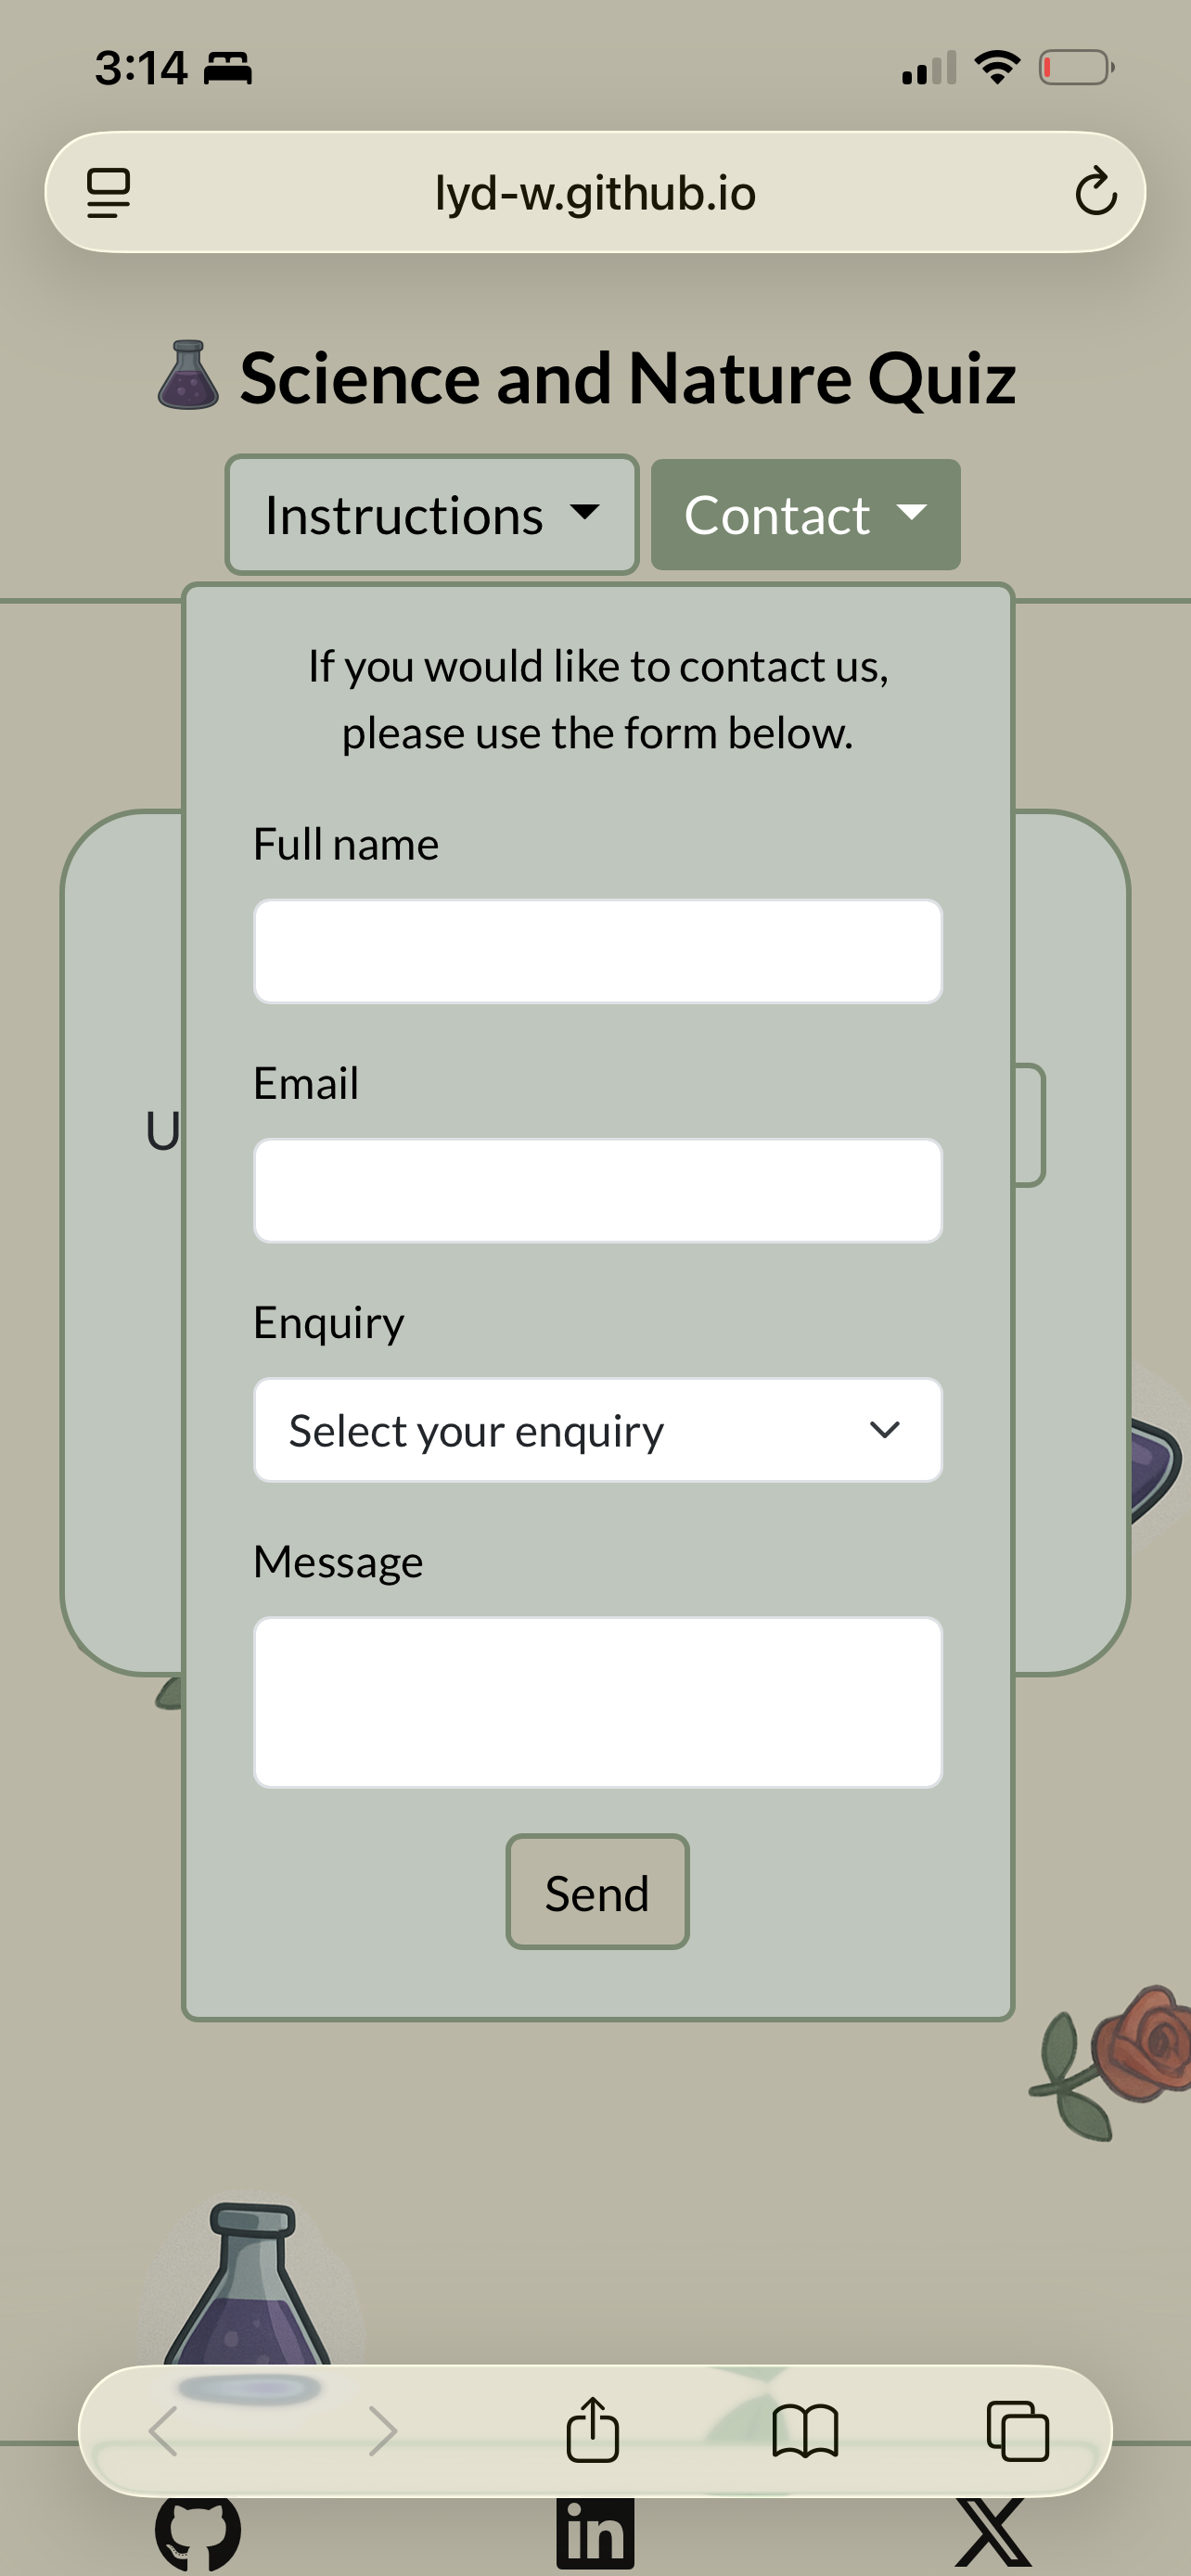 3:14
lyd-w.github.io
Science and Nature Quiz
Instructions
Contact
If you would like to contact us,
please use the form below.
Full name
Email
U
Enquiry
Select your enquiry
Message
Send
in
X